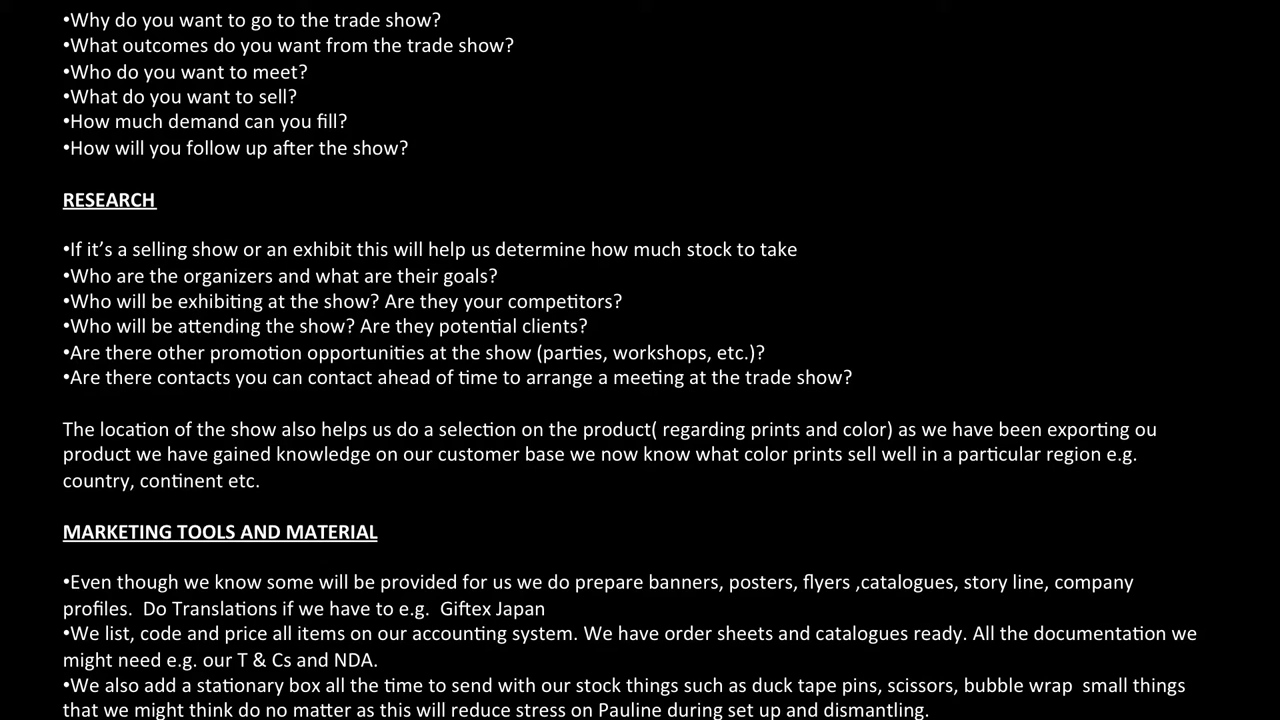 •Why do you want to go to the trade show?
•What outcomes do you want from the trade show?
•Who do you want to meet?
•What do you want to sell?
•How much demand can you fill?
•How will you follow up after the show?
RESEARCH
•If it's a selling show or an exhibit this will help us determine how much stock to take
•Who are the organizers and what are their goals?
•Who will be exhibiting at the show? Are they your competitors?
•Who will be attending the show? Are they potential clients?
•Are there other promotion opportunities at the show (parties, workshops, etc.)?
•Are there contacts you can contact ahead of time to arrange a meeting at the trade show?
The location of the show also helps us do a selection on the product( regarding prints and color) as we have been exporting ou
product we have gained knowledge on our customer base we now know what color prints sell well in a particular region e.g.
country, continent etc.
MARKETING TOOLS AND MATERIAL
•Even though we know some will be provided for us we do prepare banners, posters, flyers ,catalogues, story line, company
profiles.  Do Translations if we have to e.g.  Giftex Japan
•We list, code and price all items on our accounting system. We have order sheets and catalogues ready. All the documentation we
might need e.g. our T & Cs and NDA.
•We also add a stationary box all the time to send with our stock things such as duck tape pins, scissors, bubble wrap  small things
that we might think do no matter as this will reduce stress on Pauline during set up and dismantling.